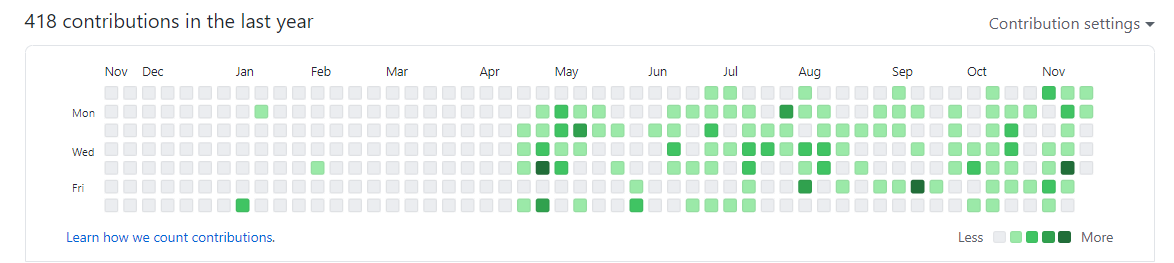 418 contributions in the last year
Contribution settings
Nov Dec Jan Feb Mar Apr May Jun Jul Aug Sep Oct Nov
Mon
Wed
Fri
Learn how we count contributions.
Less More